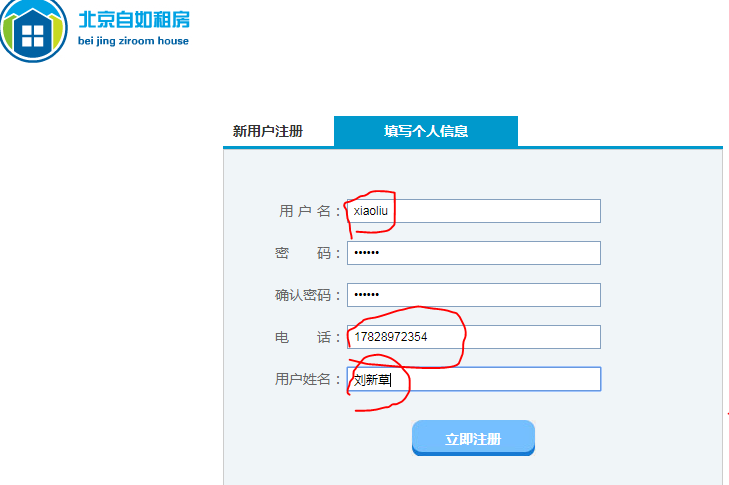 北京自如租房
bei jing ziroom house
新用户注册 填写个人信息
用 户 名： xiaoliu
密 码： ••••••
确认密码： ••••••
电 话： 17828972354
用户姓名： 刘新草
立即注册